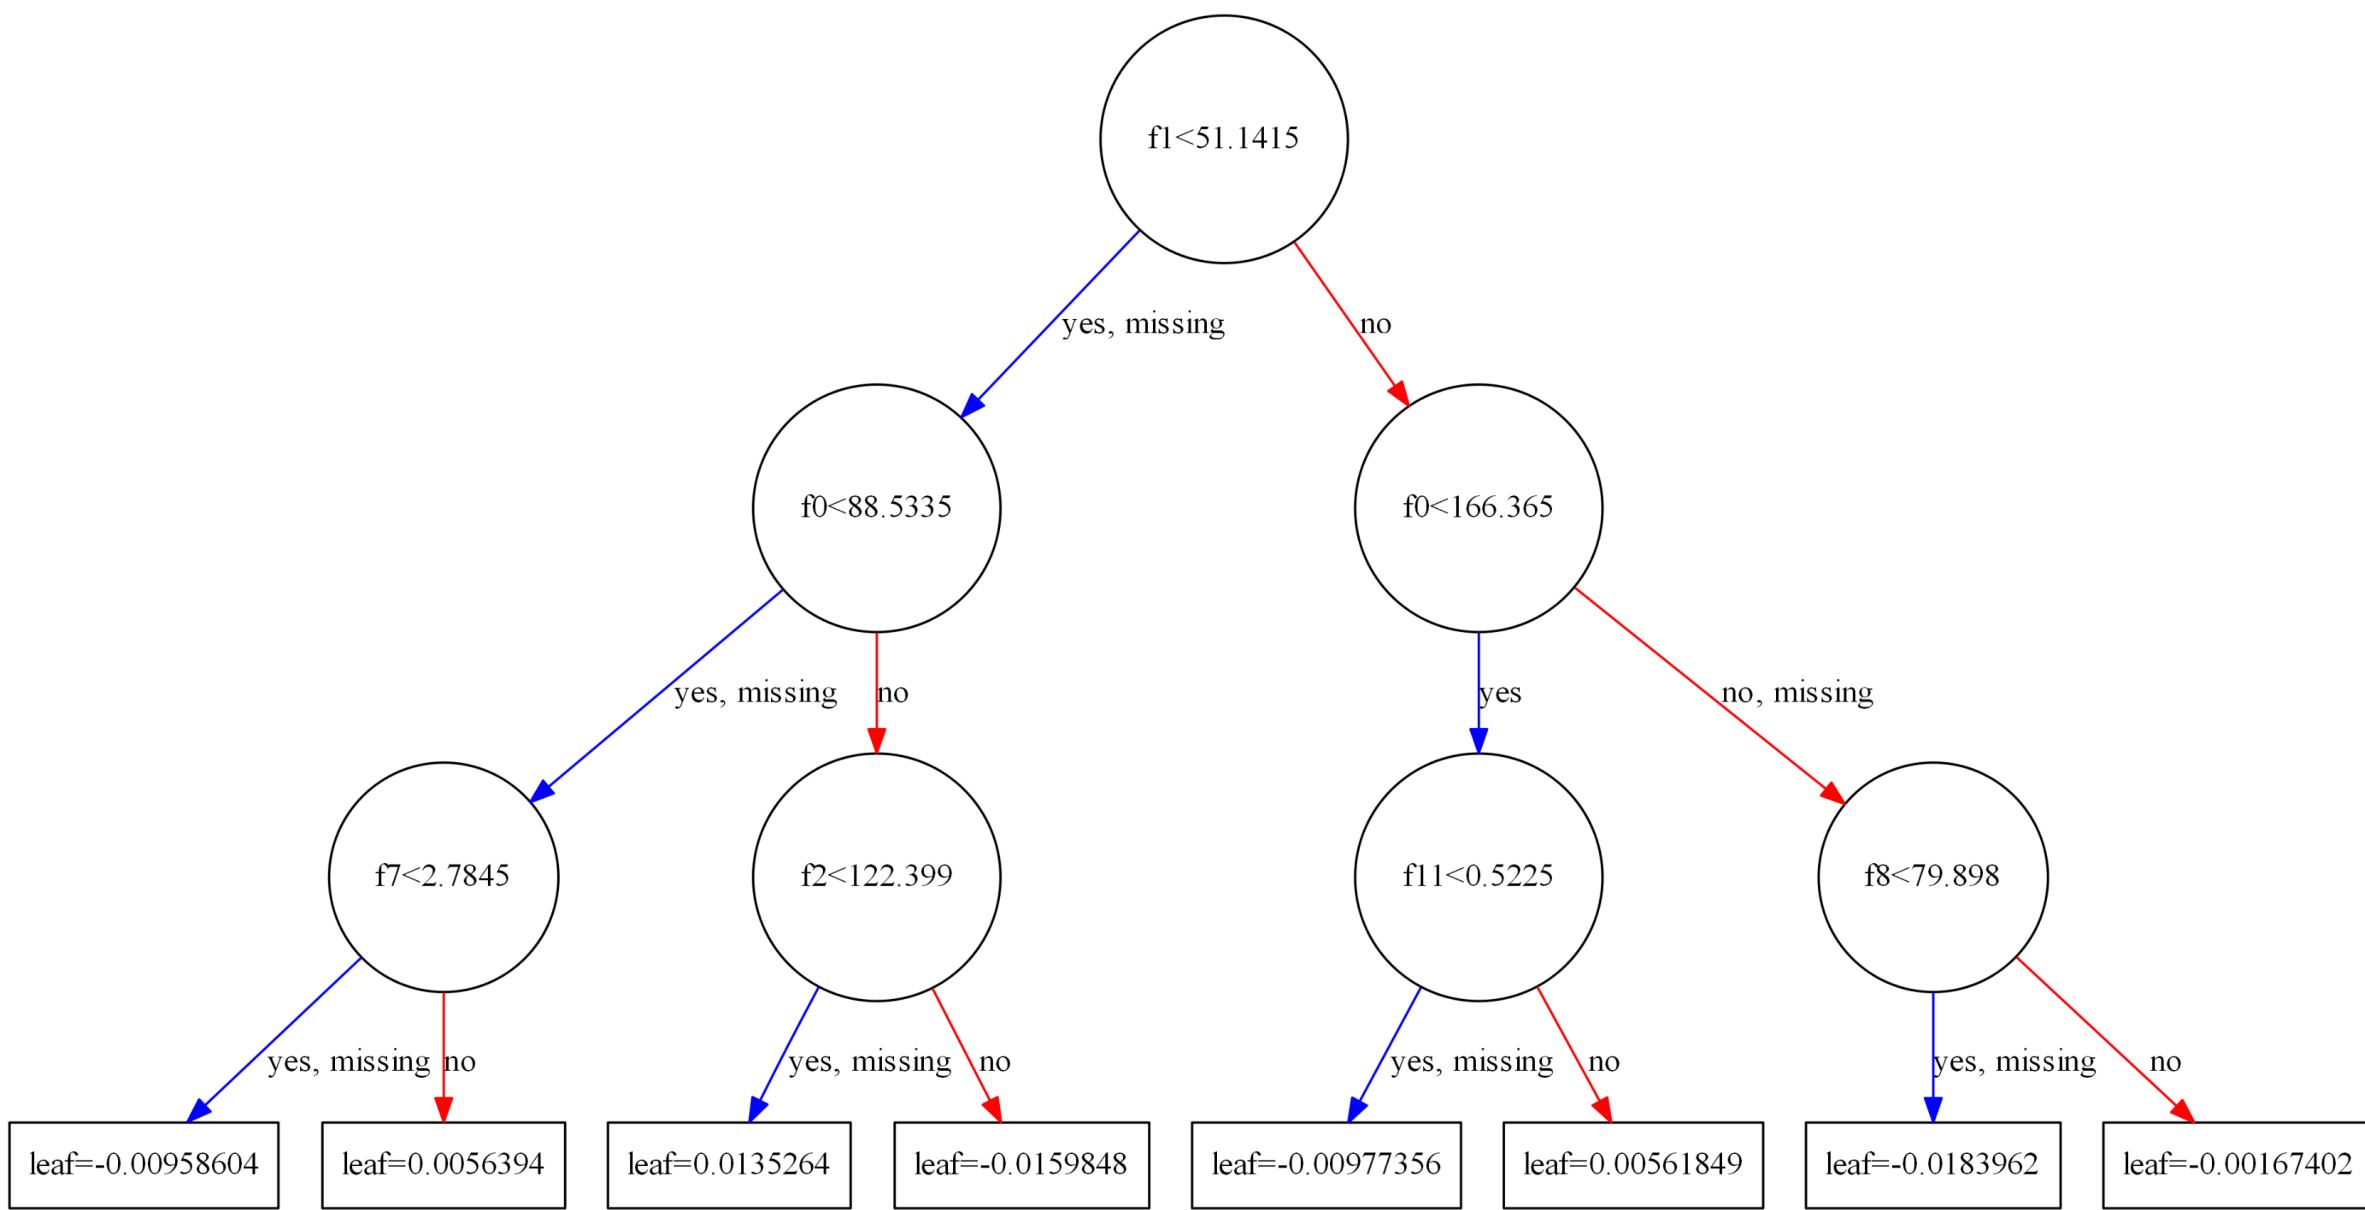 f1<51.1415
yes, missing
no
f0<88.5335
f0<166.365
yes, missing
no
yes
no, missing
f7<2.7845
f2<122.399
f11<0.5225
f8<79.898
yes, missing
no
yes, missing
no
yes, missing
no
yes, missing
no
leaf=-0.00958604
leaf=0.0056394
leaf=0.0135264
leaf=-0.0159848
leaf=-0.00977356
leaf=0.00561849
leaf=-0.0183962
leaf=-0.00167402